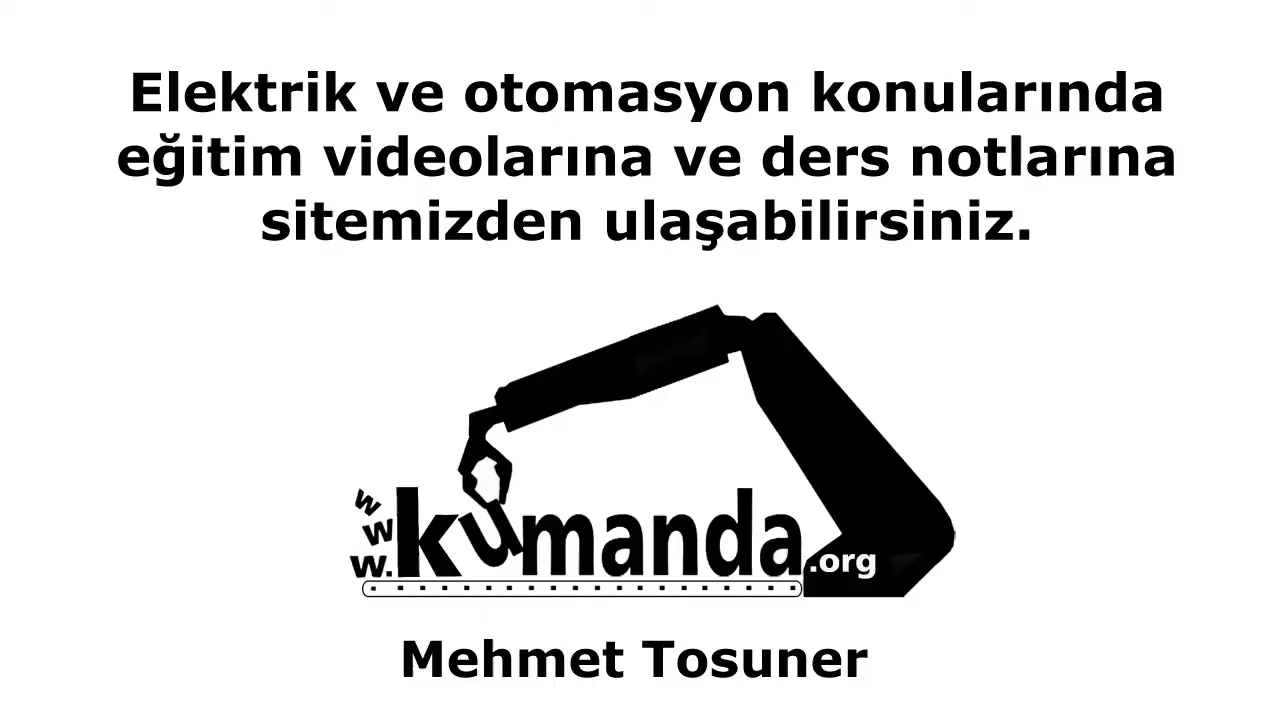 Elektrik ve otomasyon konularında
eğitim videolarına ve ders notlarına
sitemizden ulaşabilirsiniz.
www.kumanda.org
Mehmet Tosuner